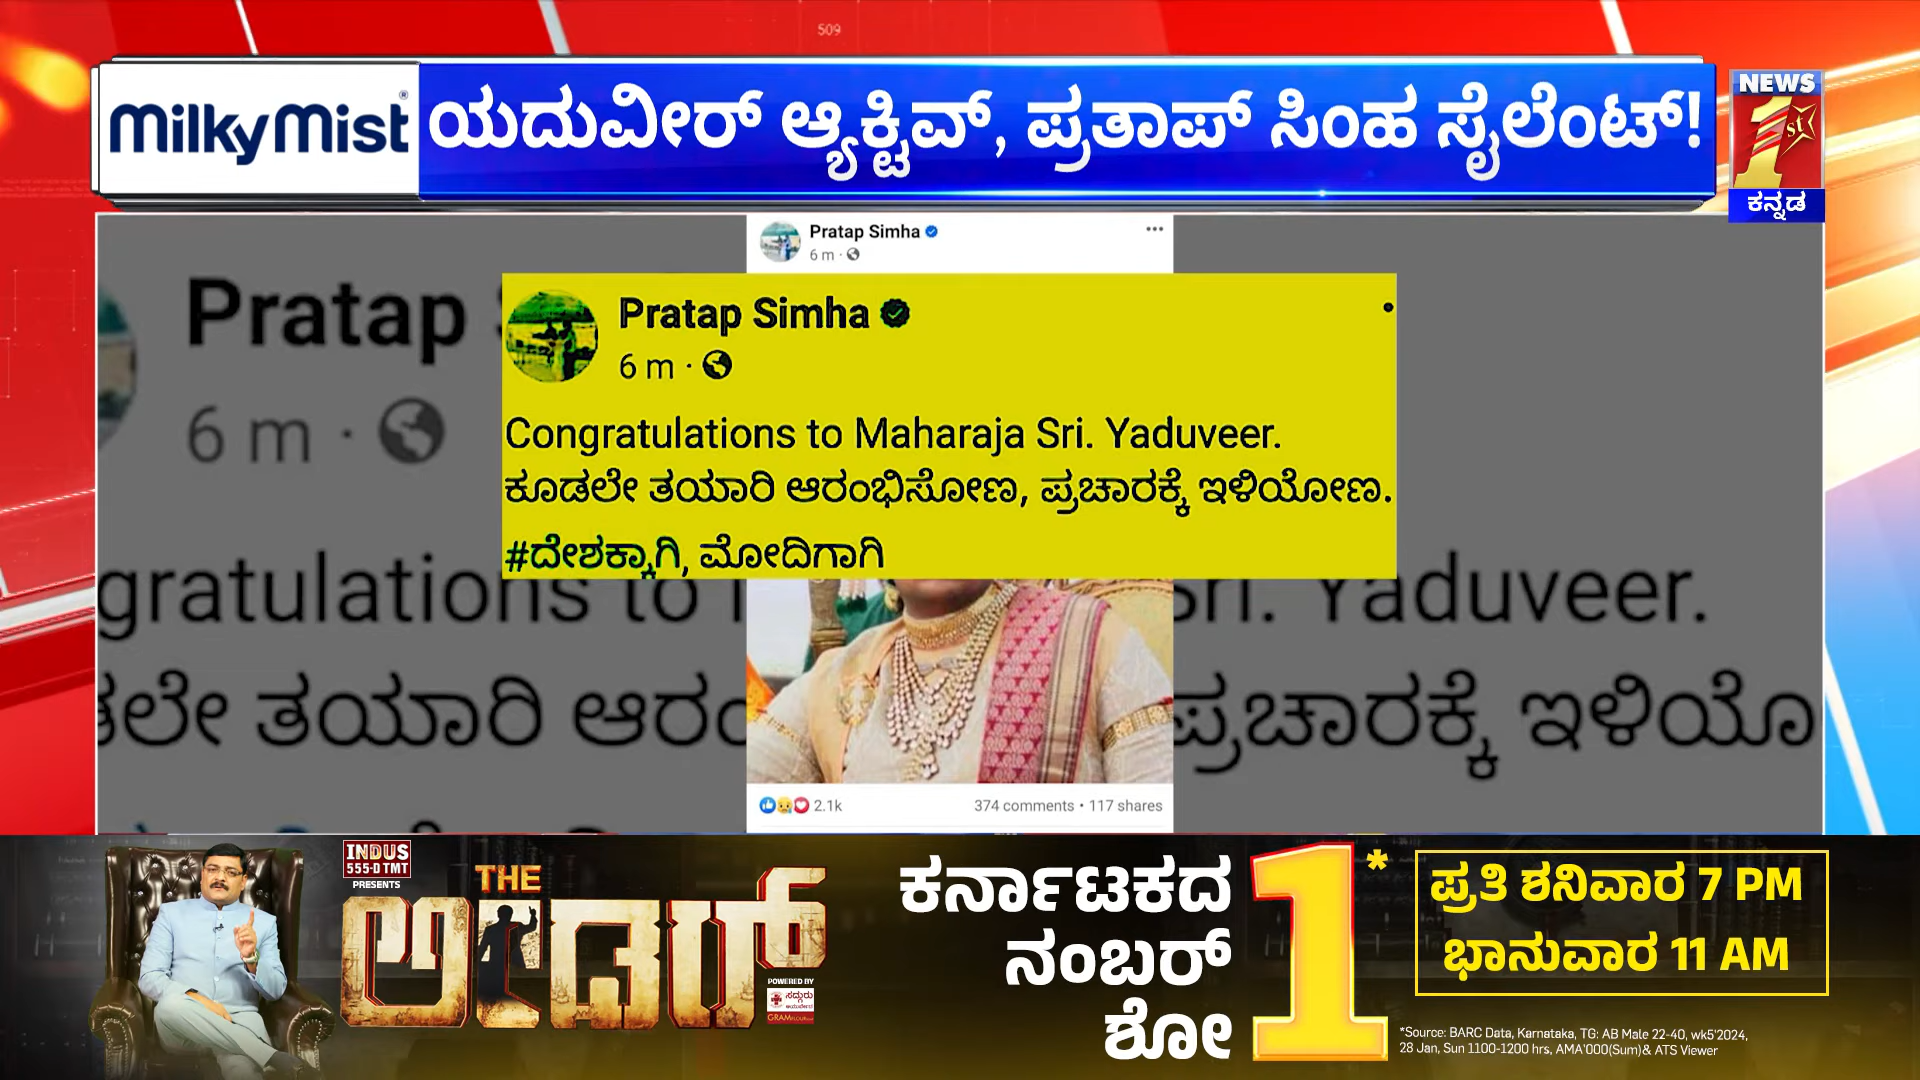 509
MilkyMist®
ಯದುವೀರ್ ಆ್ಯಕ್ಟಿವ್, ಪ್ರತಾಪ್ ಸಿಂಹ ಸೈಲೆಂಟ್!
NEWS
1st
ಕನ್ನಡ
Pratap Simha
6 m
Pratap Simha
6 m
Congratulations to Maharaja Sri. Yaduveer.
ಕೂಡಲೇ ತಯಾರಿ ಆರಂಭಿಸೋಣ, ಪ್ರಚಾರಕ್ಕೆ ಇಳಿಯೋಣ.
#ದೇಶಕ್ಕಾಗಿ, ಮೋದಿಗಾಗಿ
Pratap
6 m
gratulations to Sri. Yaduveer.
ಡಲೇ ತಯಾರಿ ಆರಂ ಪ್ರಚಾರಕ್ಕೆ ಇಳಿಯೊ
2.1k 374 comments • 117 shares
INDUS
555-D TMT
PRESENTS
THE
ಲೀಡರ್
POWERED BY
ಸದ್ಗುರು
ಕರ್ನಾಟಕದ
ನಂಬರ್
ಶೋ
1*
ಪ್ರತಿ ಶನಿವಾರ 7 PM
ಭಾನುವಾರ 11 AM
*Source: BARC Data, Karnataka, TG: AB Male 22-40, wk5'2024,
28 Jan, Sun 1100-1200 hrs, AMA'000(Sum)& ATS Viewer